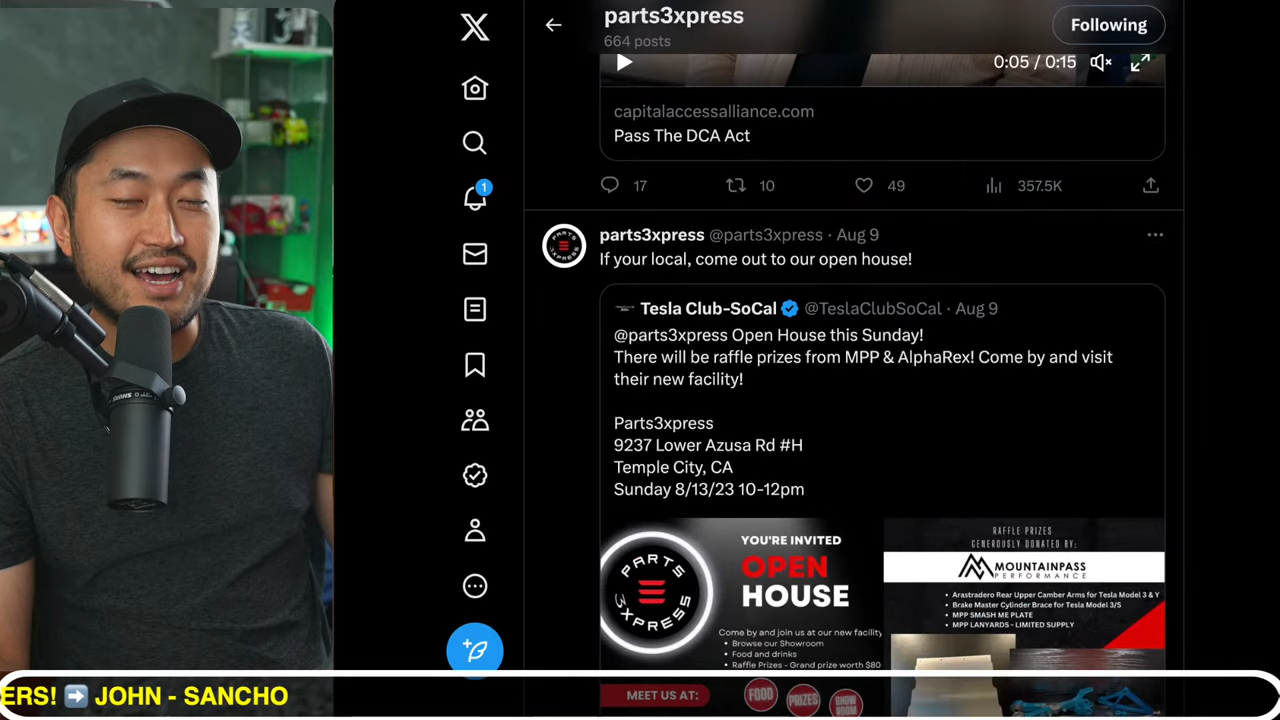 parts3xpress
664 posts
Following
0:05 / 0:15
capitalaccessalliance.com
Pass The DCA Act
17 10 49 357.5K
1
parts3xpress @parts3xpress · Aug 9
If your local, come out to our open house!
Tesla Club-SoCal @TeslaClubSoCal · Aug 9
@parts3xpress Open House this Sunday!
There will be raffle prizes from MPP & AlphaRex! Come by and visit
their new facility!
Parts3xpress
9237 Lower Azusa Rd #H
Temple City, CA
Sunday 8/13/23 10-12pm
PARTS
3XPRESS
YOU'RE INVITED
OPEN
HOUSE
Come by and join us at our new facility
• Browse our Showroom
• Food and drinks
• Raffle Prizes - Grand prize worth $80
MEET US AT:
FOOD
PRIZES
SHOW
ROOM
RAFFLE PRIZES
GENEROUSLY DONATED BY:
MOUNTAINPASS
PERFORMANCE
• Arastradero Rear Upper Camber Arms for Tesla Model 3 & Y
• Brake Master Cylinder Brace for Tesla Model 3/S
• MPP SMASH ME PLATE
• MPP LANYARDS - LIMITED SUPPLY
SHURE
ERS! ➡️ JOHN - SANCHO